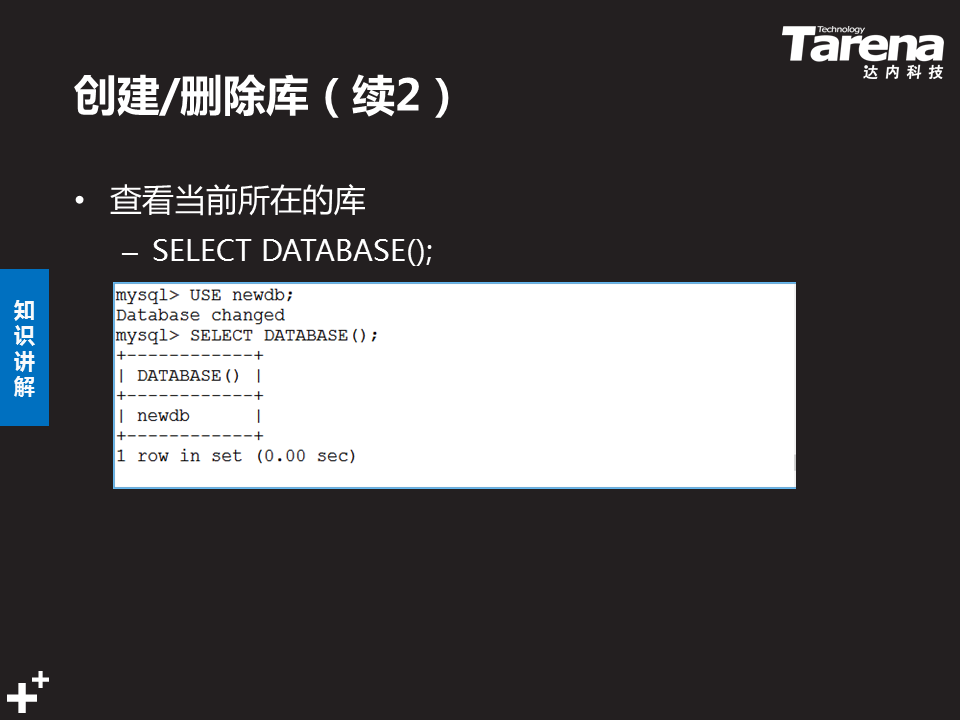 Technology
Tarena
达内科技
创建/删除库（续2）
• 查看当前所在的库
– SELECT DATABASE();
知识讲解
mysql> USE newdb;
Database changed
mysql> SELECT DATABASE();
+------------+
| DATABASE() |
+------------+
| newdb      |
+------------+
1 row in set (0.00 sec)